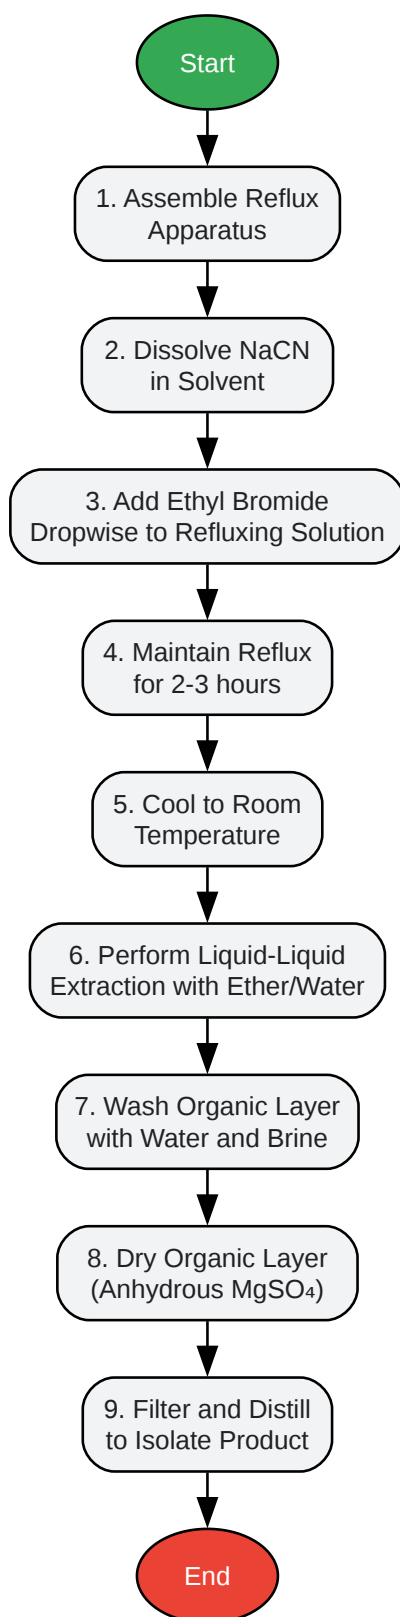 Start
1. Assemble Reflux
Apparatus
2. Dissolve NaCN
in Solvent
3. Add Ethyl Bromide
Dropwise to Refluxing Solution
4. Maintain Reflux
for 2-3 hours
5. Cool to Room
Temperature
6. Perform Liquid-Liquid
Extraction with Ether/Water
7. Wash Organic Layer
with Water and Brine
8. Dry Organic Layer
(Anhydrous MgSO₄)
9. Filter and Distill
to Isolate Product
End